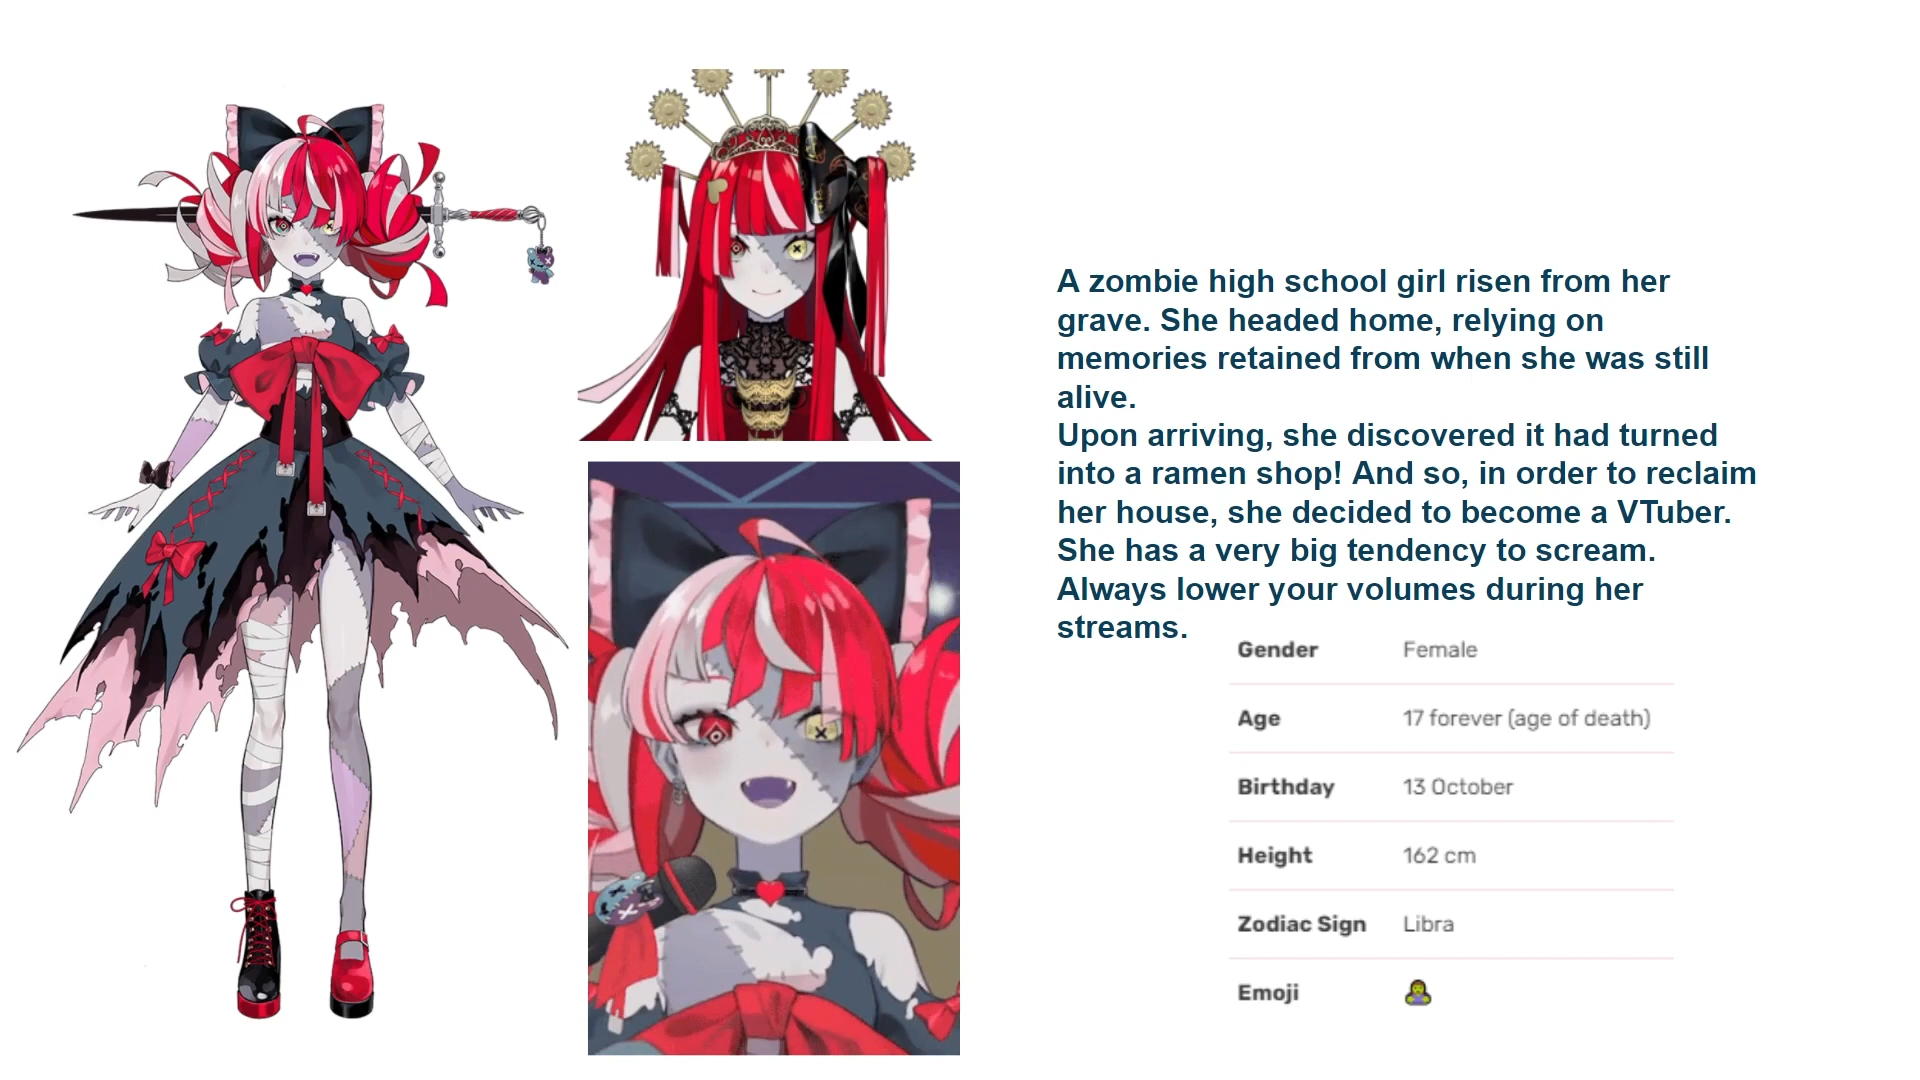 A zombie high school girl risen from her
grave. She headed home, relying on
memories retained from when she was still
alive.
Upon arriving, she discovered it had turned
into a ramen shop! And so, in order to reclaim
her house, she decided to become a VTuber.
She has a very big tendency to scream.
Always lower your volumes during her
streams.
Gender Female
Age 17 forever (age of death)
Birthday 13 October
Height 162 cm
Zodiac Sign Libra
Emoji 🧟‍♀️